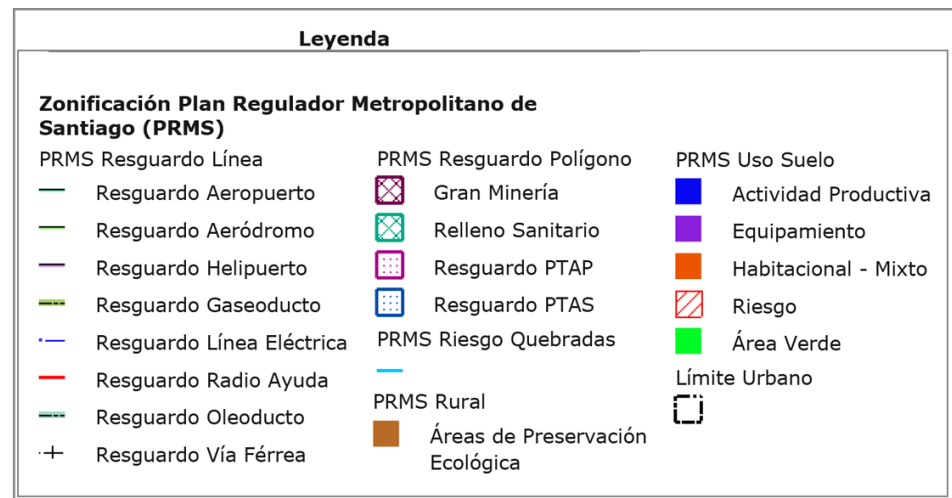 Leyenda
Zonificación Plan Regulador Metropolitano de
Santiago (PRMS)
PRMS Resguardo Línea
Resguardo Aeropuerto
Resguardo Aeródromo
Resguardo Helipuerto
Resguardo Gaseoducto
Resguardo Línea Eléctrica
Resguardo Radio Ayuda
Resguardo Oleoducto
Resguardo Vía Férrea
PRMS Resguardo Polígono
Gran Minería
Relleno Sanitario
Resguardo PTAP
Resguardo PTAS
PRMS Riesgo Quebradas
PRMS Rural
Áreas de Preservación
Ecológica
PRMS Uso Suelo
Actividad Productiva
Equipamiento
Habitacional - Mixto
Riesgo
Área Verde
Límite Urbano